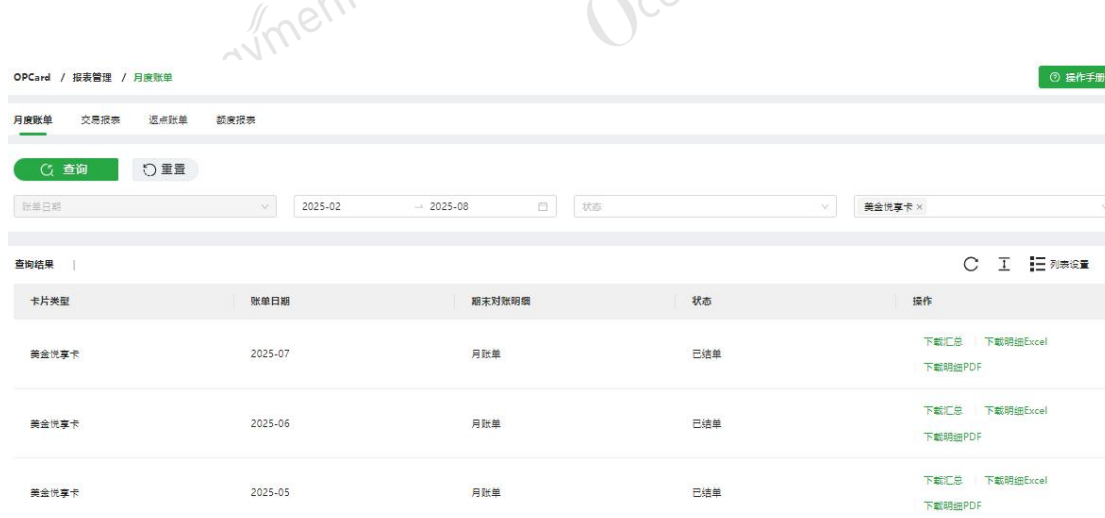 OPCard / 报表管理 / 月度账单
操作手册
月度账单 交易报表 返点账单 额度报表
查询 重置
账单日期 2025-02 → 2025-08 状态 美金悦享卡 ×
查询结果 | 列表设置
卡片类型 账单日期 期末对账明细 状态 操作
美金悦享卡 2025-07 月账单 已结单 下载汇总 下载明细Excel
下载明细PDF
美金悦享卡 2025-06 月账单 已结单 下载汇总 下载明细Excel
下载明细PDF
美金悦享卡 2025-05 月账单 已结单 下载汇总 下载明细Excel
下载明细PDF